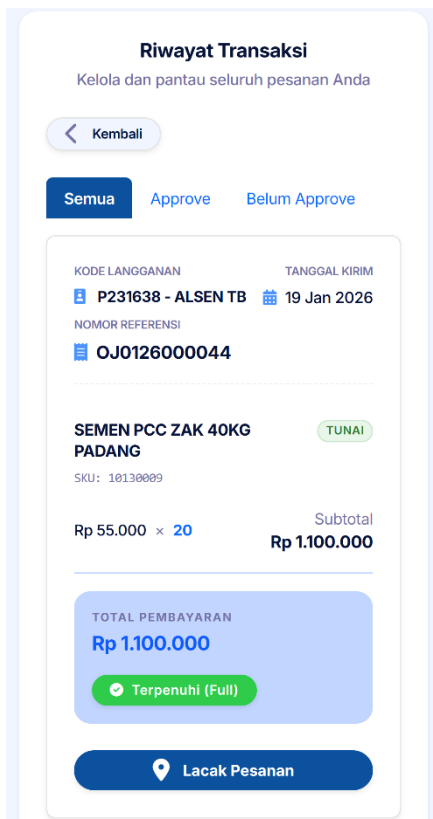 Riwayat Transaksi
Kelola dan pantau seluruh pesanan Anda
Kembali
Semua Approve Belum Approve
KODE LANGGANAN TANGGAL KIRIM
P231638 - ALSEN TB 19 Jan 2026
NOMOR REFERENSI
OJ0126000044
SEMEN PCC ZAK 40KG TUNAI
PADANG
SKU: 10130009
Subtotal
Rp 55.000 × 20
Rp 1.100.000
TOTAL PEMBAYARAN
Rp 1.100.000
Terpenuhi (Full)
Lacak Pesanan